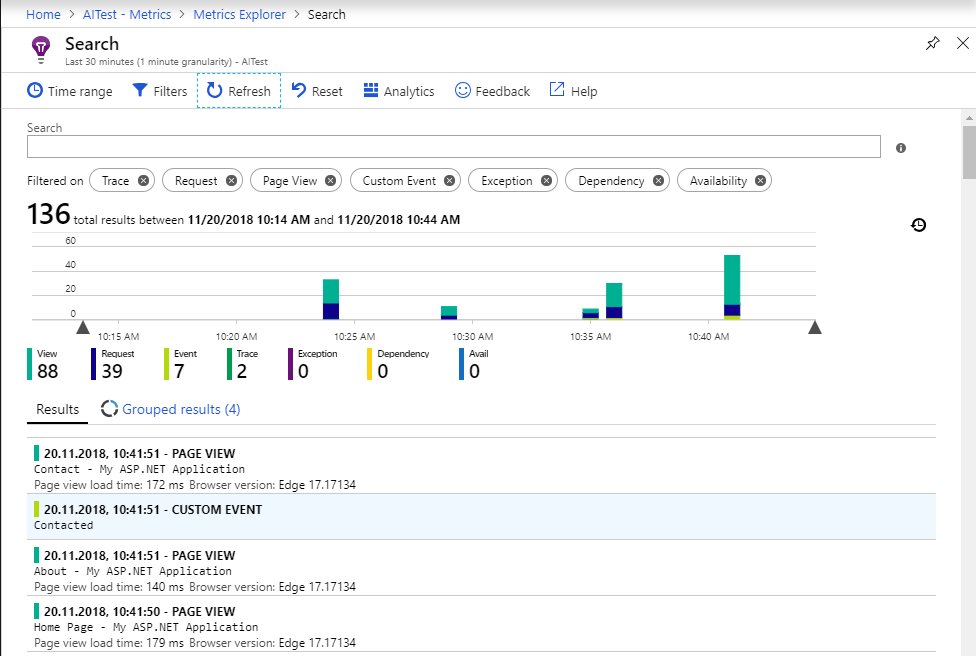 Home > AITest - Metrics > Metrics Explorer > Search
Search
Last 30 minutes (1 minute granularity) - AITest
Time range Filters Refresh Reset Analytics Feedback Help
Search
Filtered on Trace Request Page View Custom Event Exception Dependency Availability
136 total results between 11/20/2018 10:14 AM and 11/20/2018 10:44 AM
60
40
20
0
10:15 AM 10:20 AM 10:25 AM 10:30 AM 10:35 AM 10:40 AM
View Request Event Trace Exception Dependency Avail
88 39 7 2 0 0 0
Results Grouped results (4)
20.11.2018, 10:41:51 - PAGE VIEW
Contact - My ASP.NET Application
Page view load time: 172 ms Browser version: Edge 17.17134
20.11.2018, 10:41:51 - CUSTOM EVENT
Contacted
20.11.2018, 10:41:51 - PAGE VIEW
About - My ASP.NET Application
Page view load time: 140 ms Browser version: Edge 17.17134
20.11.2018, 10:41:50 - PAGE VIEW
Home Page - My ASP.NET Application
Page view load time: 179 ms Browser version: Edge 17.17134